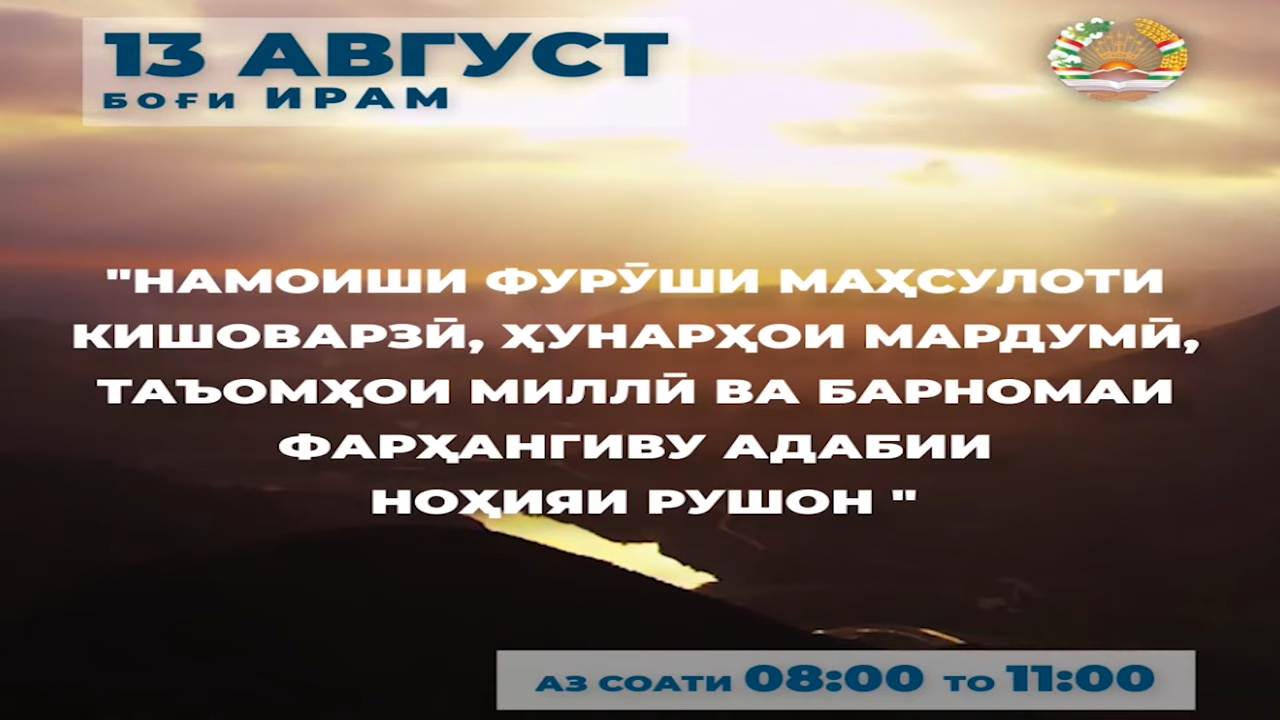 13 АВГУСТ
БОҒИ ИРАМ
"НАМОИШИ ФУРӮШИ МАҲСУЛОТИ
КИШОВАРЗӢ, ҲУНАРҲОИ МАРДУМӢ,
ТАЪОМҲОИ МИЛЛӢ ВА БАРНОМАИ
ФАРҲАНГИВУ АДАБИИ
НОҲИЯИ РУШОН "
АЗ СОАТИ 08:00 ТО 11:00